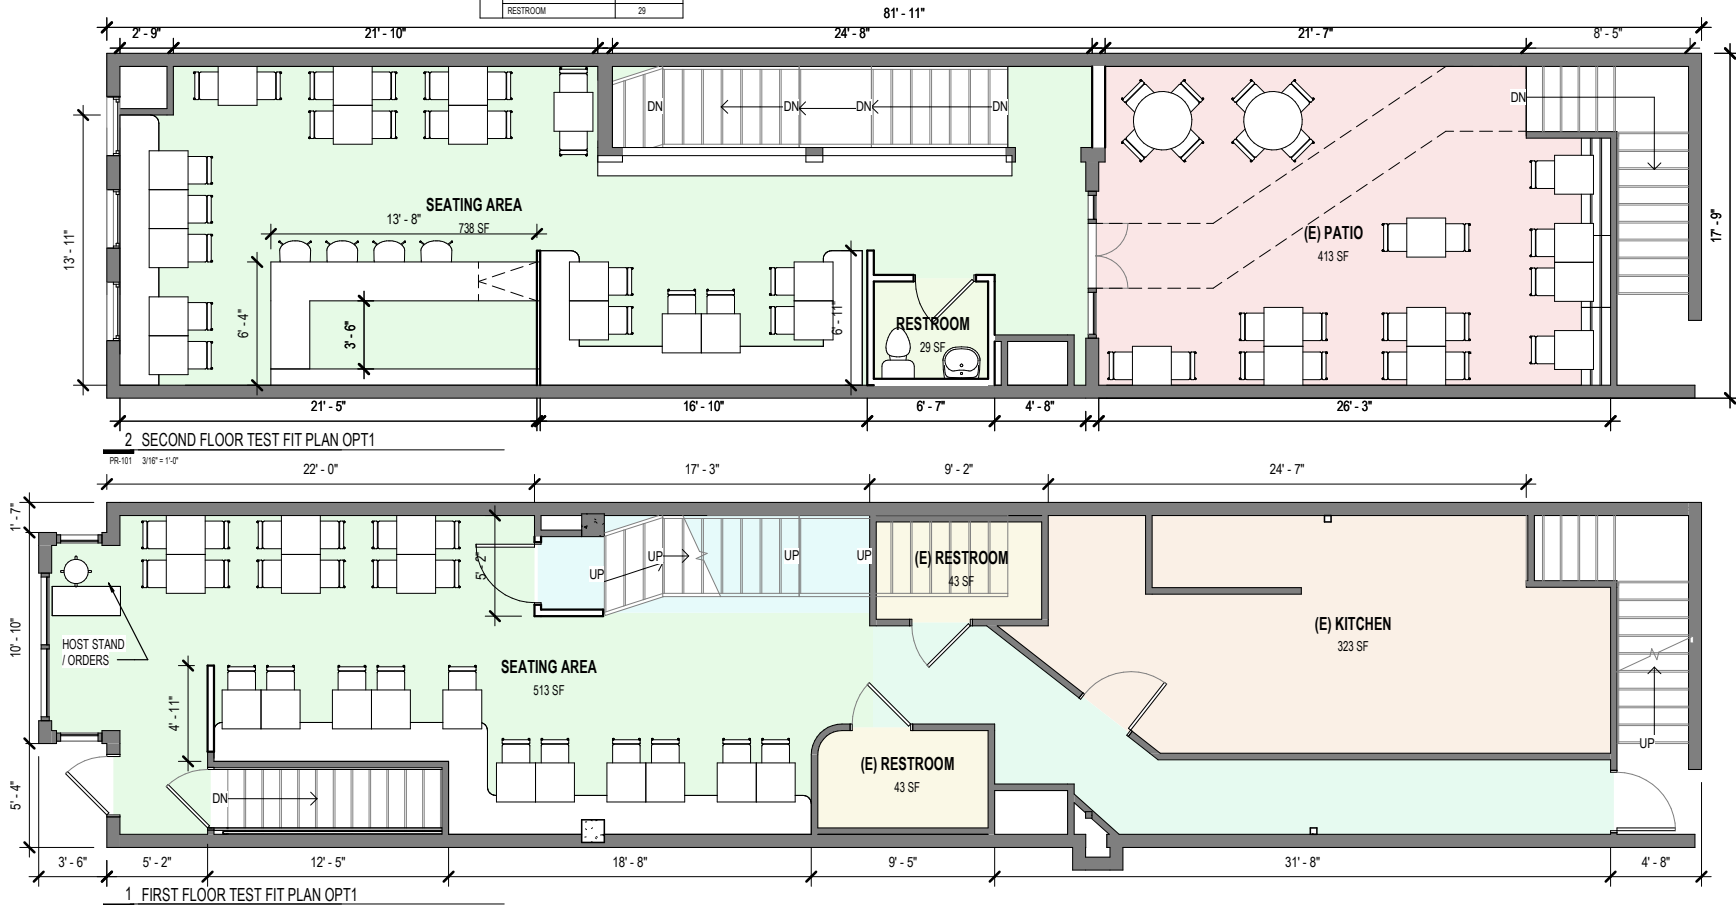 RESTROOM 29
81' - 11"
2' - 9" 21' - 10" 24' - 8" 21' - 7" 8' - 5"
DN DN DN DN DN
SEATING AREA
13' - 8"
738 SF
(E) PATIO
413 SF
13' - 11"
17' - 9"
6' - 4"
3' - 6"
6' - 11"
RESTROOM
29 SF
21' - 5" 16' - 10" 6' - 7" 4' - 8" 26' - 3"
2 SECOND FLOOR TEST FIT PLAN OPT1
PR-101 3/16" = 1'-0"
22' - 0" 17' - 3" 9' - 2" 24' - 7"
1' - 7"
5' - 2"
UP UP UP UP
(E) RESTROOM
43 SF
(E) KITCHEN
323 SF
10' - 10"
HOST STAND
/ ORDERS
SEATING AREA
513 SF
4' - 11"
UP
(E) RESTROOM
43 SF
5' - 4"
DN
3' - 6" 5' - 2" 12' - 5" 18' - 8" 9' - 5" 31' - 8" 4' - 8"
1 FIRST FLOOR TEST FIT PLAN OPT1